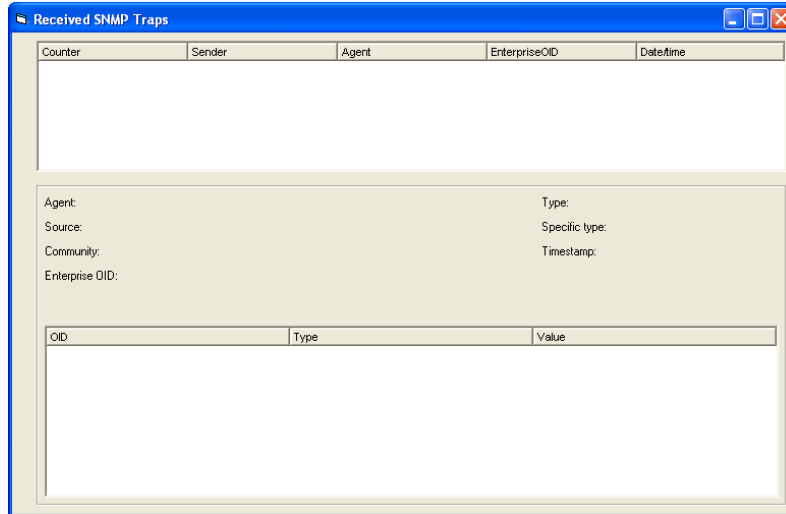 Received SNMP Traps
Counter Sender Agent EnterpriseOID Date/time
Agent: Type:
Source: Specific type:
Community: Timestamp:
Enterprise OID:
OID Type Value